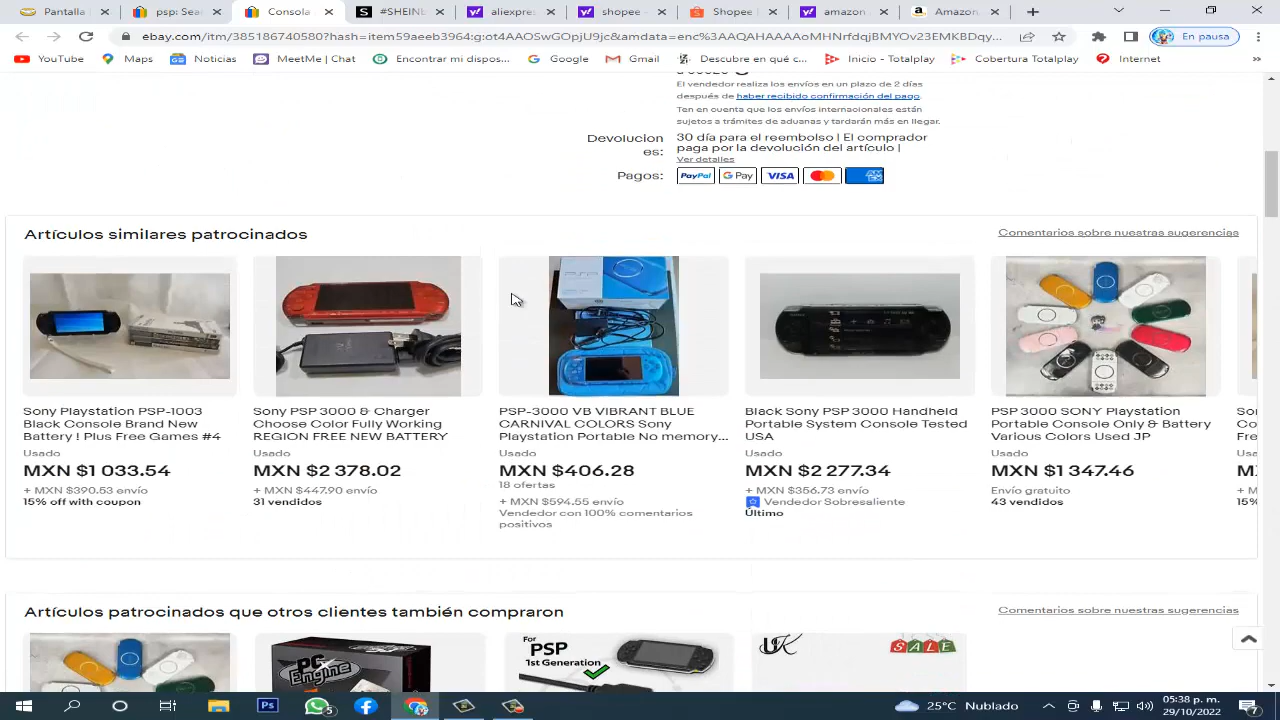 Pantalla
psp: Sea
Consola
#SHEIN
aliexpres
shopee -
Shopee |
amazon
Amazon.
ebay.com/itm/385186740580?hash=item59aeeb3964:g:ot4AAOSwGOpjU9jc&amdata=enc%3AAQAHAAAAoMHNrfdqjBMYOv23EMKBDqy...
En pausa
YouTube
Maps
Noticias
MeetMe | Chat
Encontrar mi dispos...
Google
Gmail
Descubre en qué c...
Inicio - Totalplay
Cobertura Totalplay
Internet
»
El vendedor realiza los envíos en un plazo de 2 días
después de haber recibido confirmación del pago.
Ten en cuenta que los envíos internacionales están
sujetos a trámites de aduanas y tardarán más en llegar.
Devolucion
es:
30 día para el reembolso | El comprador
paga por la devolución del artículo |
Ver detalles
Pagos:
PayPal
G Pay
VISA
Artículos similares patrocinados
Comentarios sobre nuestras sugerencias
Sony Playstation PSP-1003
Black Console Brand New
Battery ! Plus Free Games #4
Usado
MXN $1 033.54
+ MXN $390.53 envío
15% off with coupon
Sony PSP 3000 & Charger
Choose Color Fully Working
REGION FREE NEW BATTERY
Usado
MXN $2 378.02
+ MXN $447.90 envío
31 vendidos
PSP-3000 VB VIBRANT BLUE
CARNIVAL COLORS Sony
Playstation Portable No memory...
Usado
MXN $406.28
18 ofertas
+ MXN $594.55 envío
Vendedor con 100% comentarios
positivos
Black Sony PSP 3000 Handheld
Portable System Console Tested
USA
Usado
MXN $2 277.34
+ MXN $356.73 envío
Vendedor Sobresaliente
Último
PSP 3000 SONY Playstation
Portable Console Only & Battery
Various Colors Used JP
Usado
MXN $1 347.46
Envío gratuito
43 vendidos
Artículos patrocinados que otros clientes también compraron
Comentarios sobre nuestras sugerencias
PC
Engine
For
PSP
1st Generation
UK
SALE
Ps
5
25°C Nublado
05:38 p. m.
29/10/2022
7